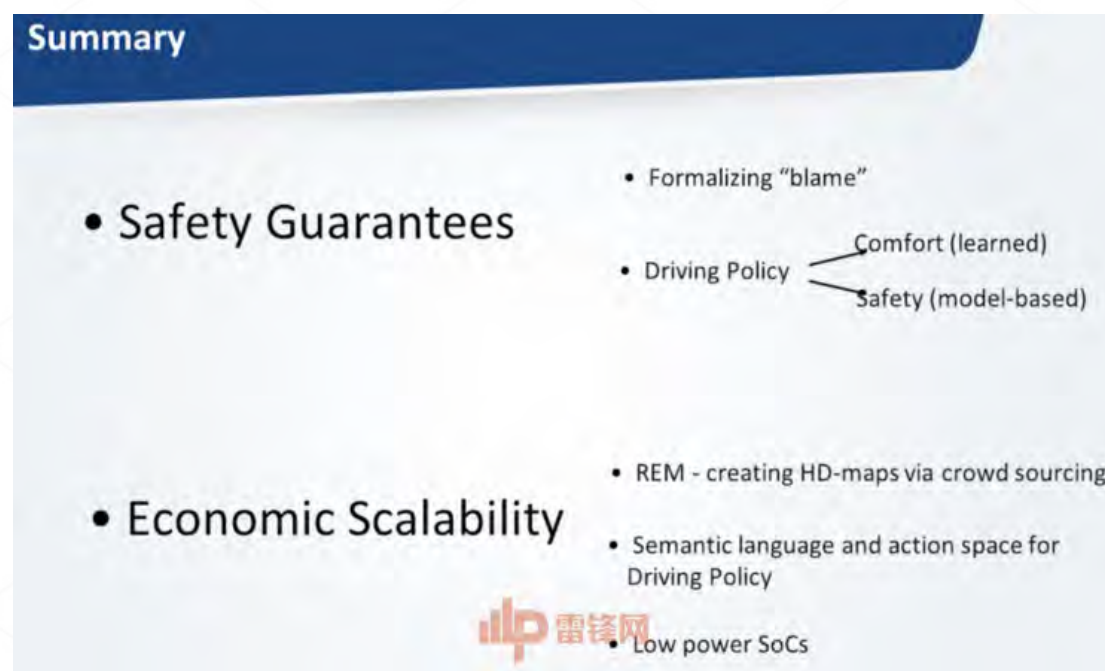 Summary
• Safety Guarantees
• Formalizing “blame”
• Driving Policy
Comfort (learned)
Safety (model-based)
• Economic Scalability
• REM - creating HD-maps via crowd sourcing
• Semantic language and action space for
Driving Policy
• Low power SoCs
雷锋网